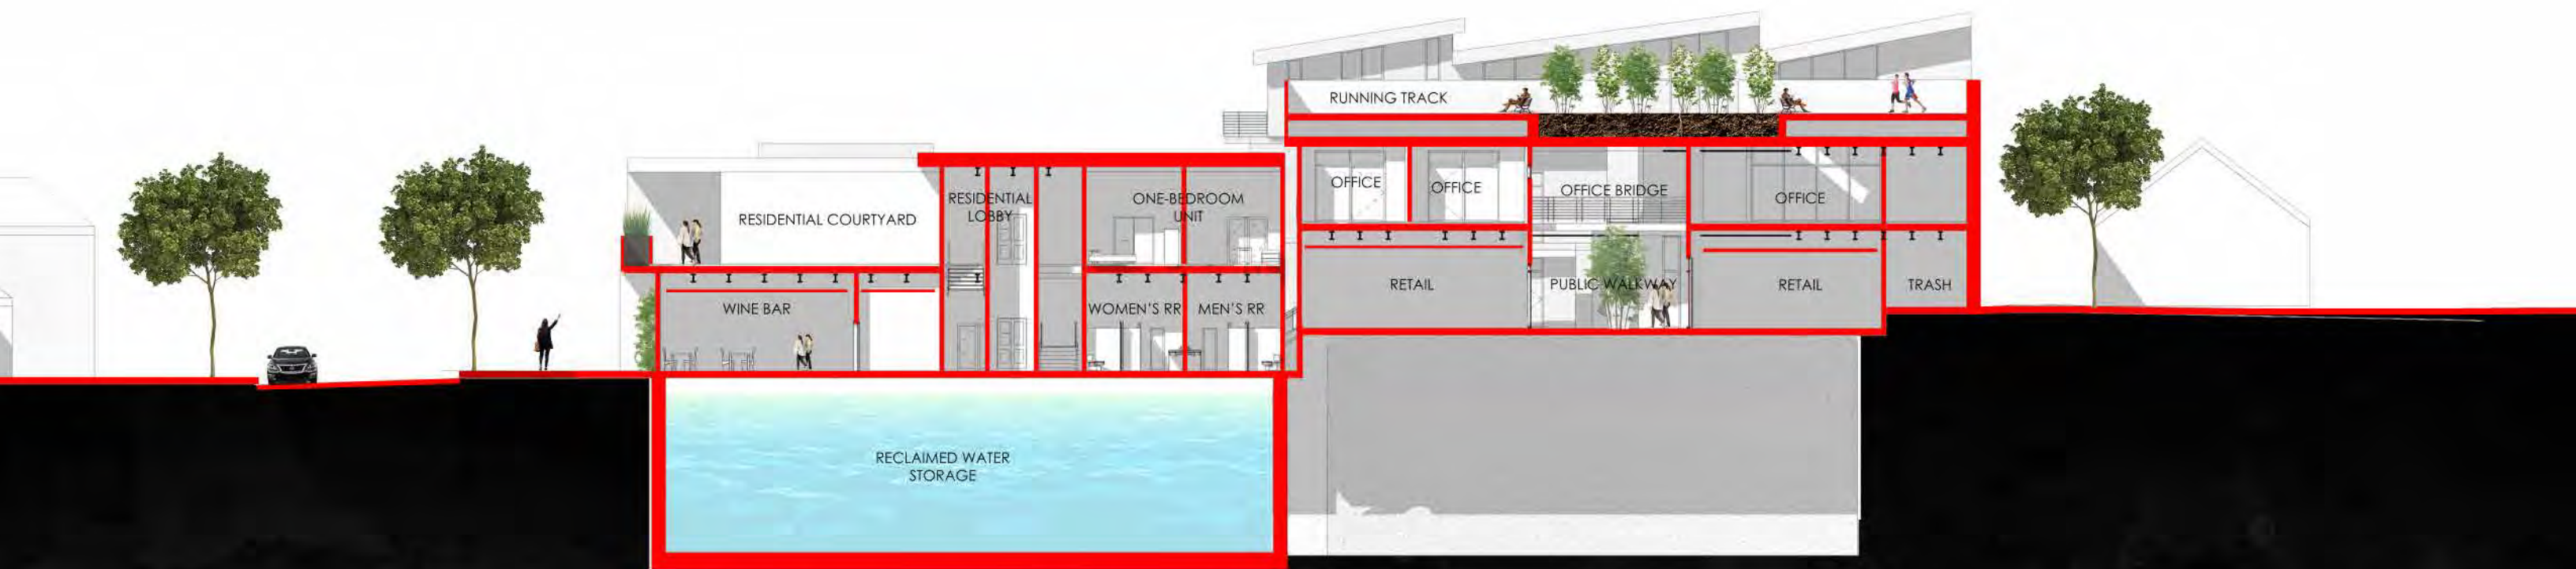 RUNNING TRACK
OFFICE
OFFICE
OFFICE BRIDGE
OFFICE
RESIDENTIAL COURTYARD
RESIDENTIAL
LOBBY
ONE-BEDROOM
UNIT
RETAIL
PUBLIC WALKWAY
RETAIL
TRASH
WINE BAR
WOMEN'S RR
MEN'S RR
RECLAIMED WATER
STORAGE